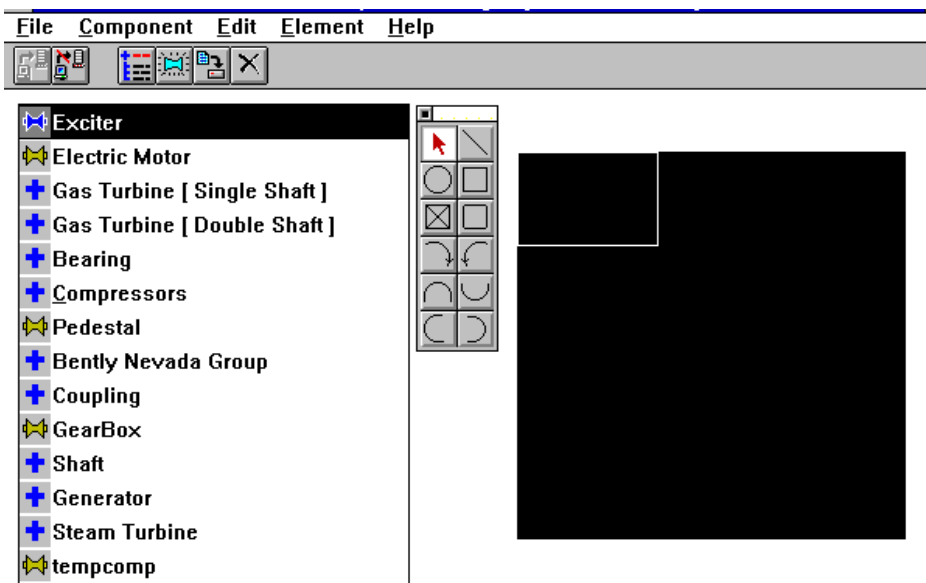 File Component Edit Element Help
Exciter
Electric Motor
Gas Turbine [ Single Shaft ]
Gas Turbine [ Double Shaft ]
Bearing
Compressors
Pedestal
Bently Nevada Group
Coupling
GearBox
Shaft
Generator
Steam Turbine
tempcomp